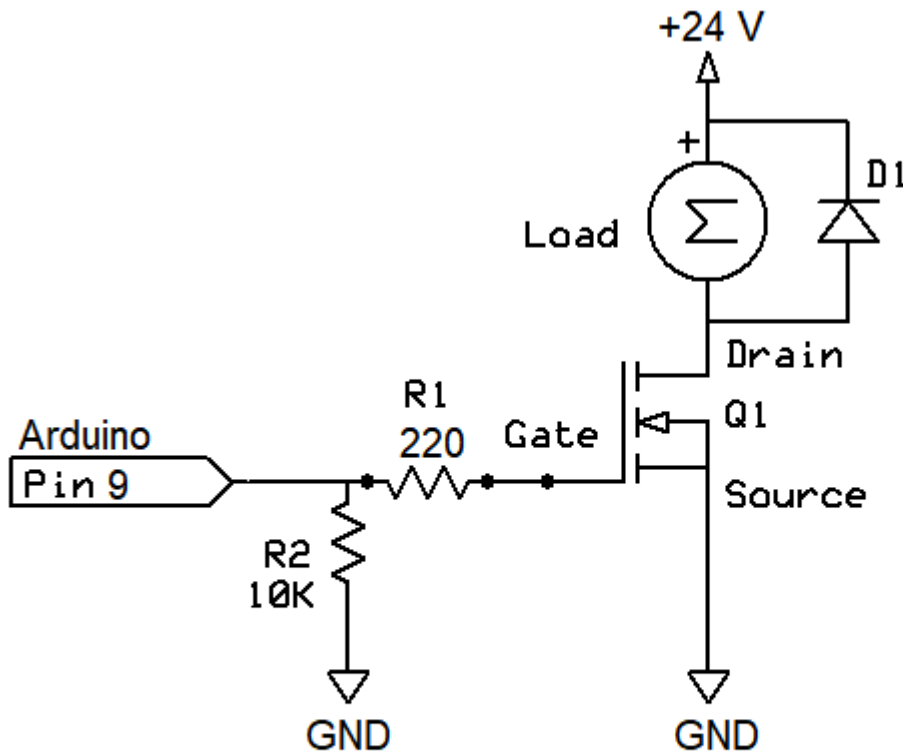 +24 V
+
D1
Load
Σ
Drain
R1
Q1
Gate
220
Arduino
Pin 9
Source
R2
10K
GND
GND